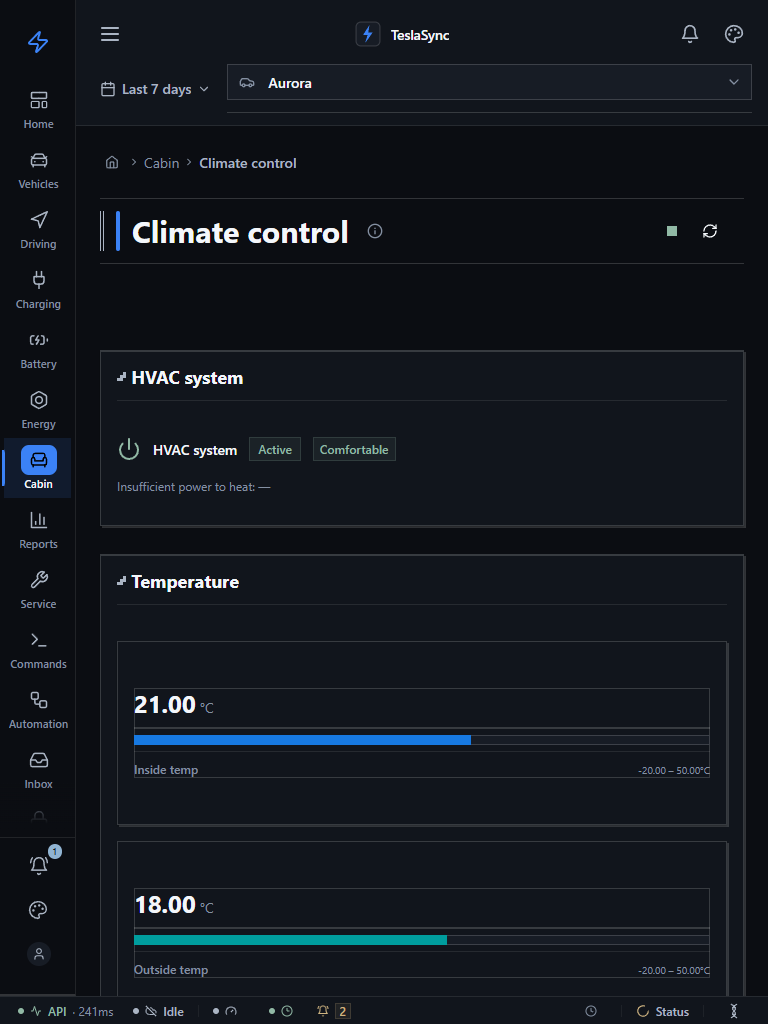 TeslaSync
Last 7 days
Aurora
Home
Vehicles
Driving
Charging
Battery
Energy
Cabin
Reports
Service
Commands
Automation
Inbox
1
Cabin
Climate control
Climate control
HVAC system
HVAC system
Active
Comfortable
Insufficient power to heat: —
Temperature
21.00 °C
Inside temp
-20.00 – 50.00°C
18.00 °C
Outside temp
-20.00 – 50.00°C
API · 241ms
Idle
2
Status